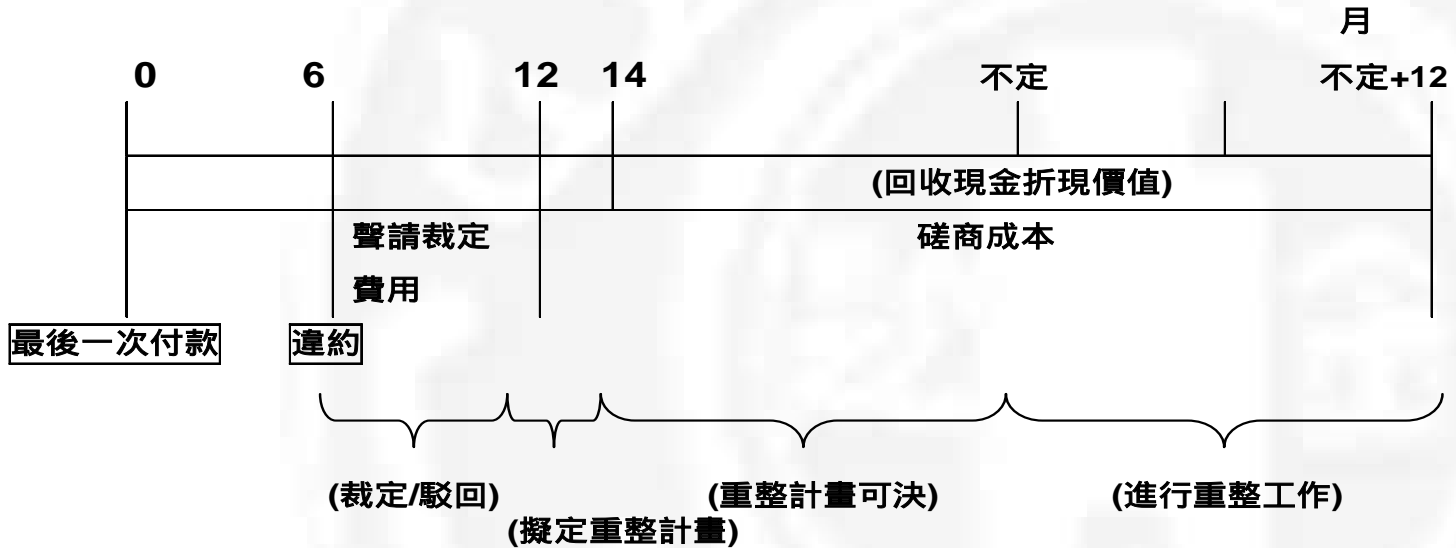 月
0 6 12 14 不定 不定+12
(回收現金折現價值)
聲請裁定 磋商成本
費用
最後一次付款 違約
(裁定/駁回) (重整計畫可決) (進行重整工作)
(擬定重整計畫)